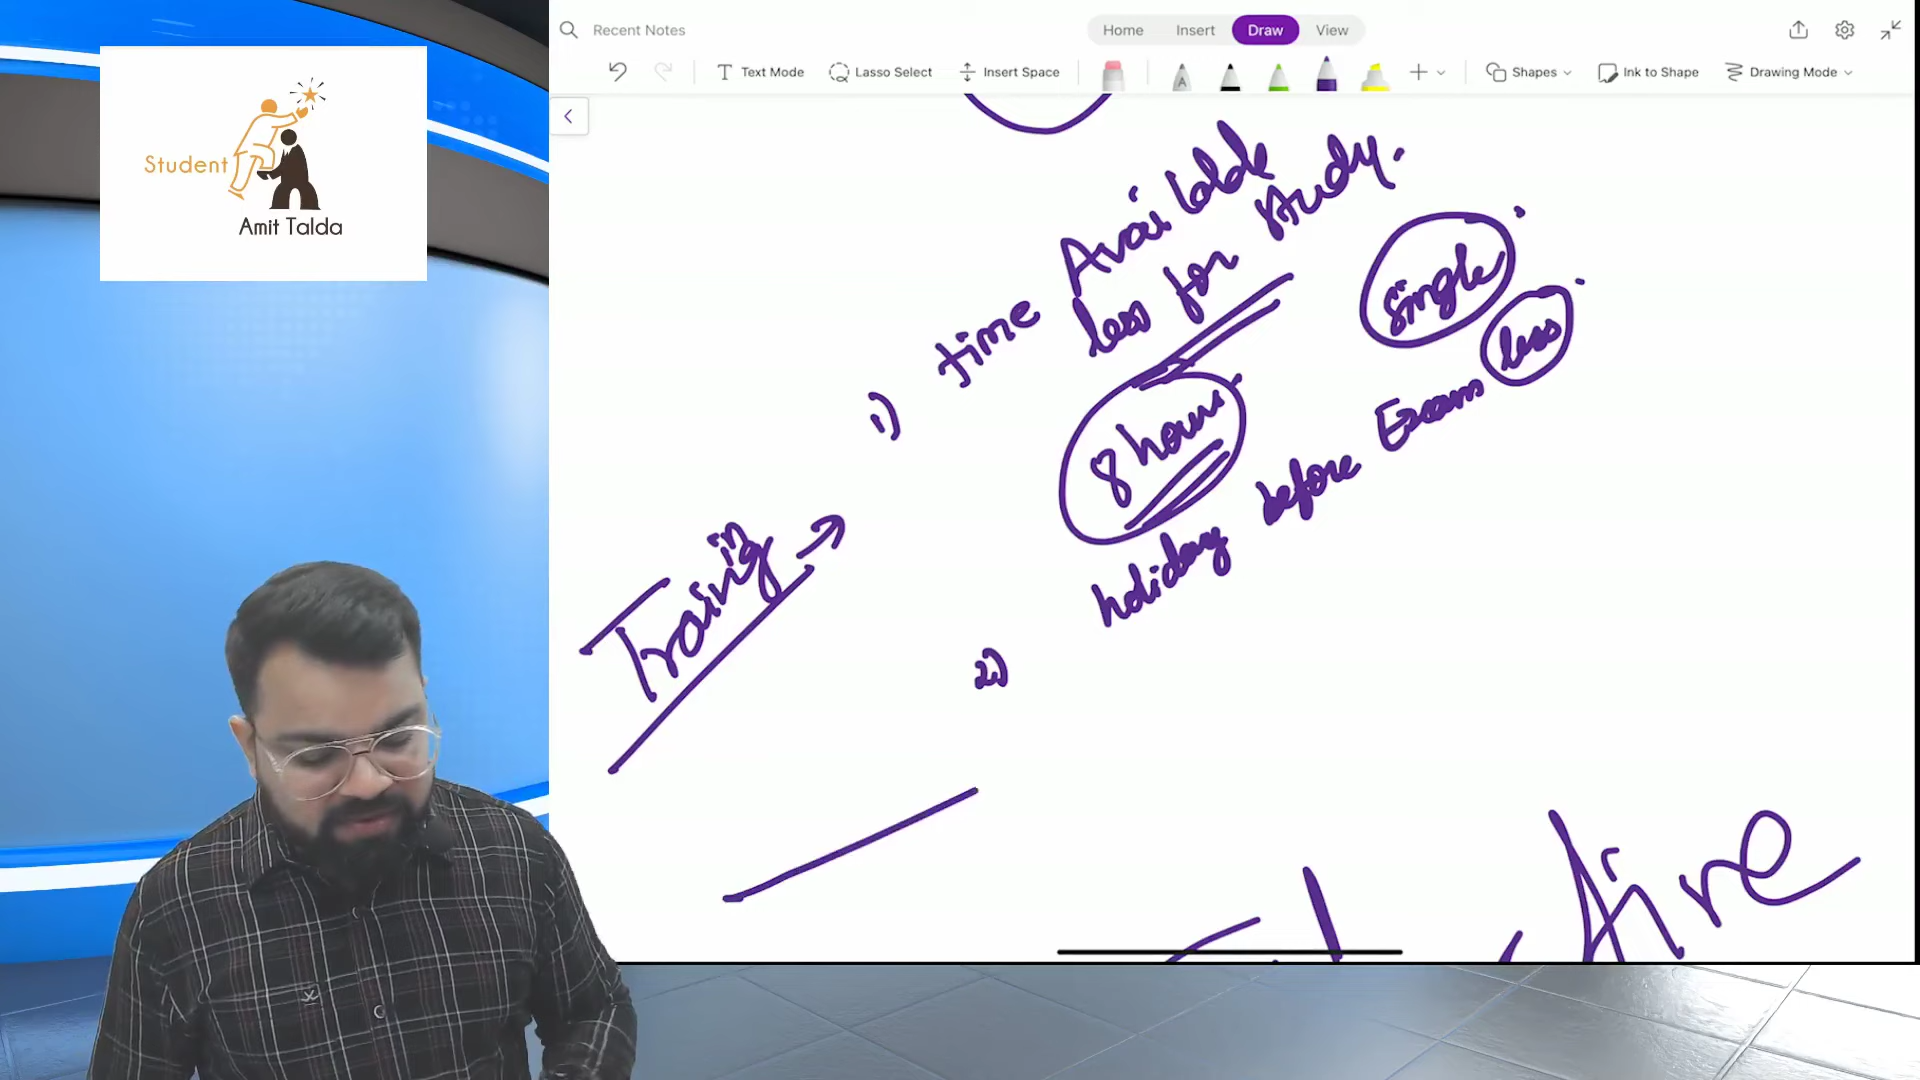 Recent Notes
Home Insert Draw View
Text Mode Lasso Select Insert Space A Shapes Ink to Shape Drawing Mode
Student
Amit Talda
Training →
1) time Available
less for study.
8 hours
single
holiday before Exam less
2)